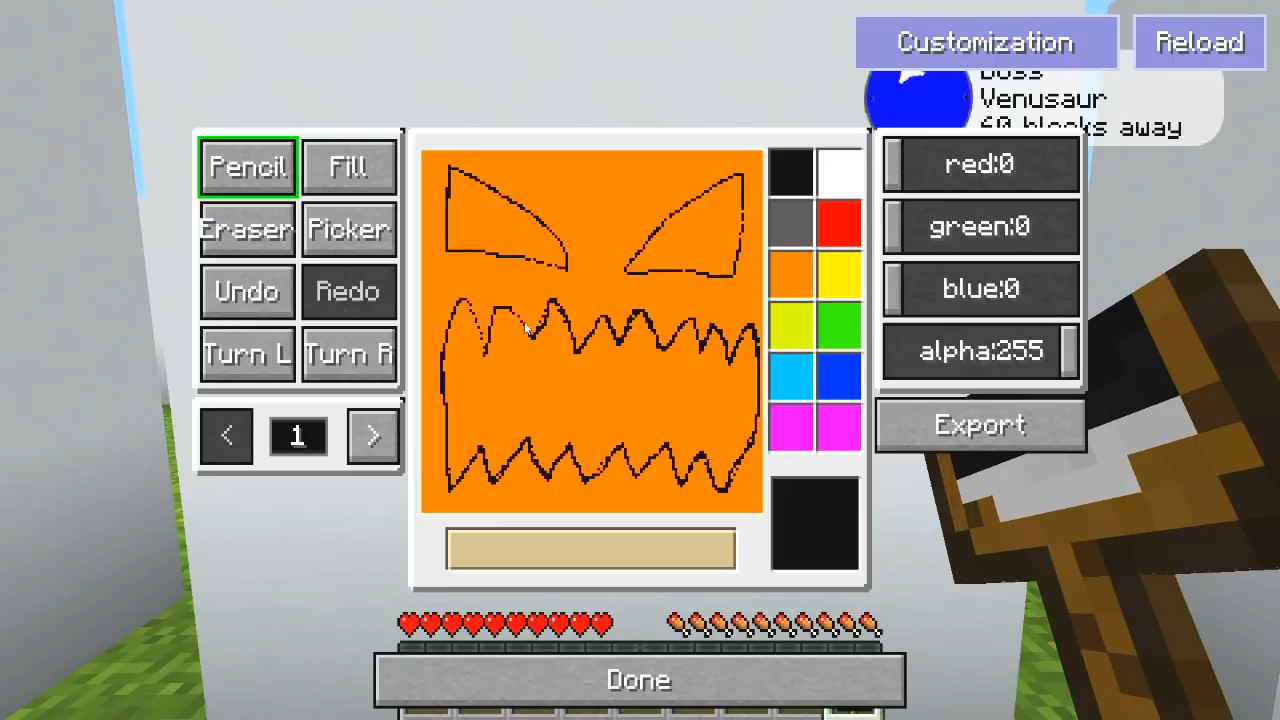 Customization
Reload
Boss
Venusaur
60 blocks away
Pencil
Fill
Eraser
Picker
Undo
Redo
Turn L
Turn R
<
1
>
red:0
green:0
blue:0
alpha:255
Export
Done